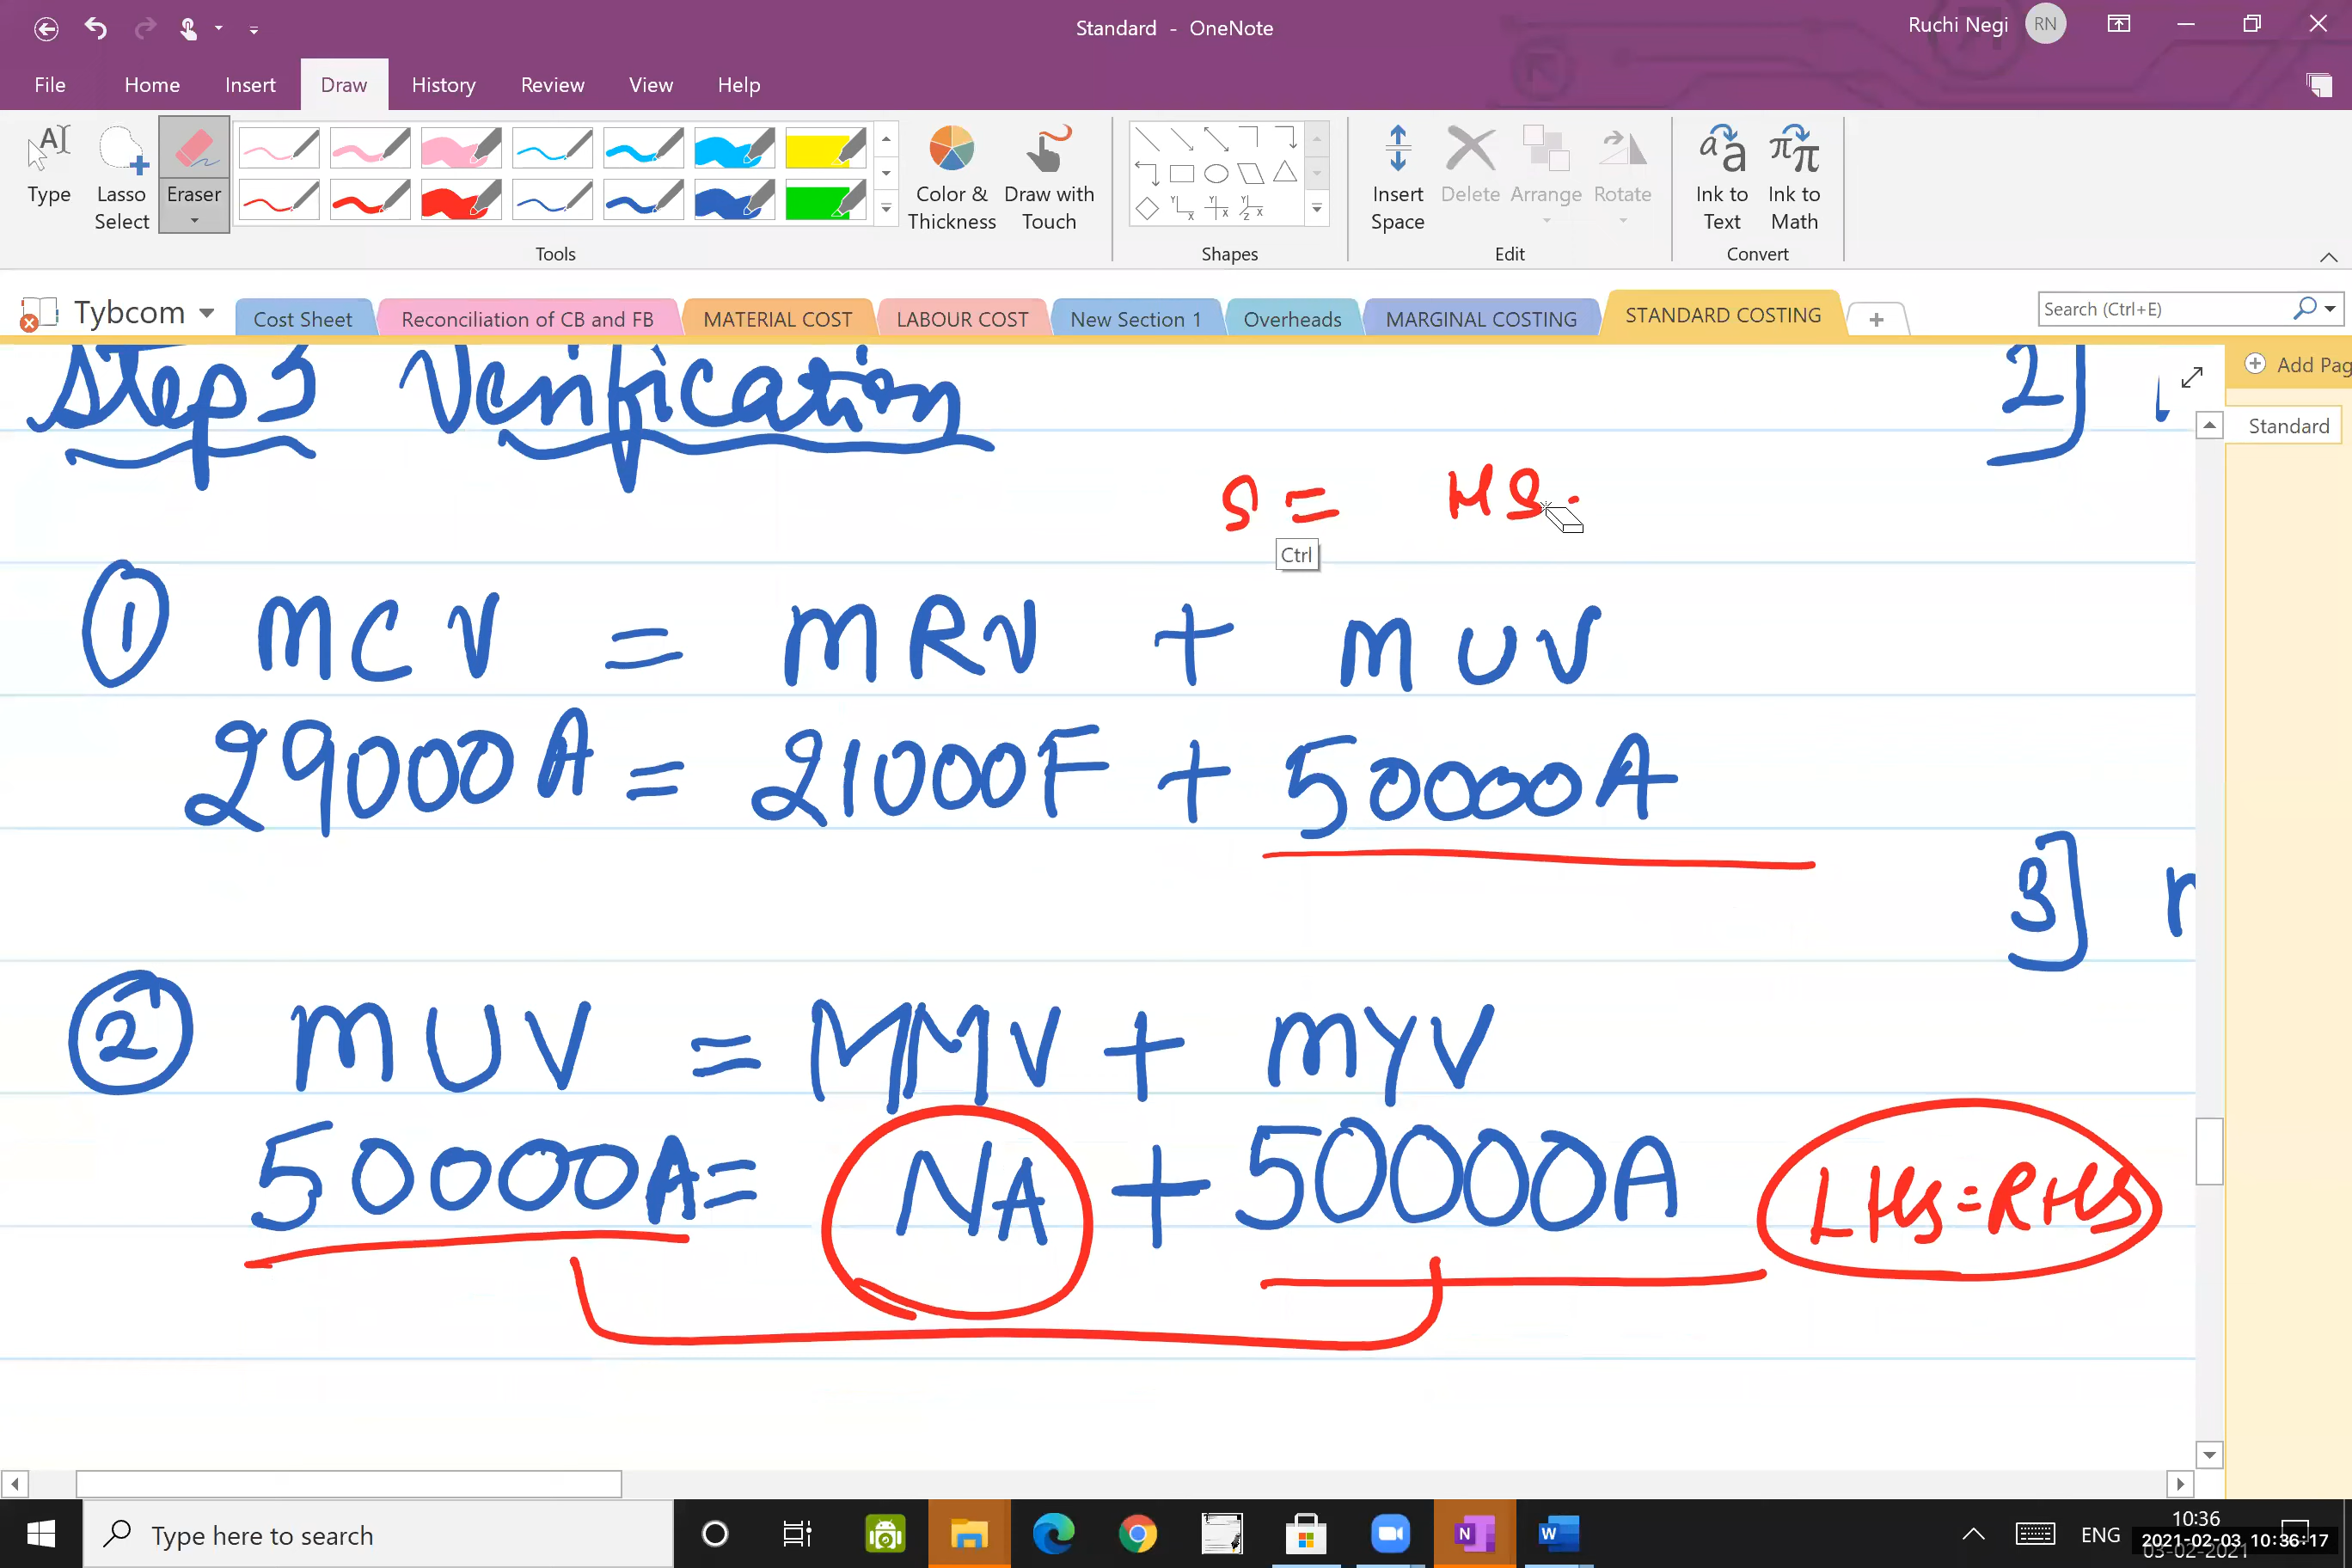 Standard - OneNote
Ruchi Negi RN
File Home Insert Draw History Review View Help
Type
Lasso Select
Eraser
Color & Thickness
Draw with Touch
Insert Space
Delete
Arrange
Rotate
Ink to Text
Ink to Math
Tools Shapes Edit Convert
Tybcom Cost Sheet Reconciliation of CB and FB MATERIAL COST LABOUR COST New Section 1 Overheads MARGINAL COSTING STANDARD COSTING
Search (Ctrl+E)
Add Pag
Standard
Verification
2]
S = HS.
Ctrl
① MCV = MRV + MUV
29000A = 21000F + 50000A
3]
② MUV = MMV + MYV
50000A = NA + 50000A LHS=RHS
Type here to search
ENG
10:36
2021-02-03 10:36:17
03-02-2021